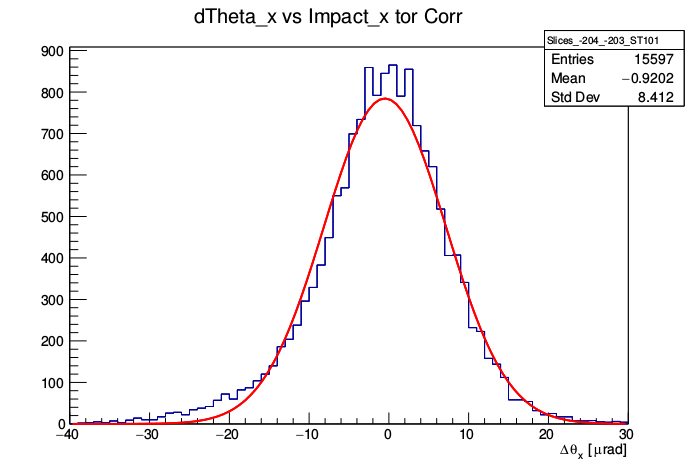 dTheta_x vs Impact_x tor Corr
Slices_-204_-203_ST101
Entries 15597
Mean −0.9202
Std Dev 8.412
900
800
700
600
500
400
300
200
100
0
−40 −30 −20 −10 0 10 20 30
Δθx [μrad]